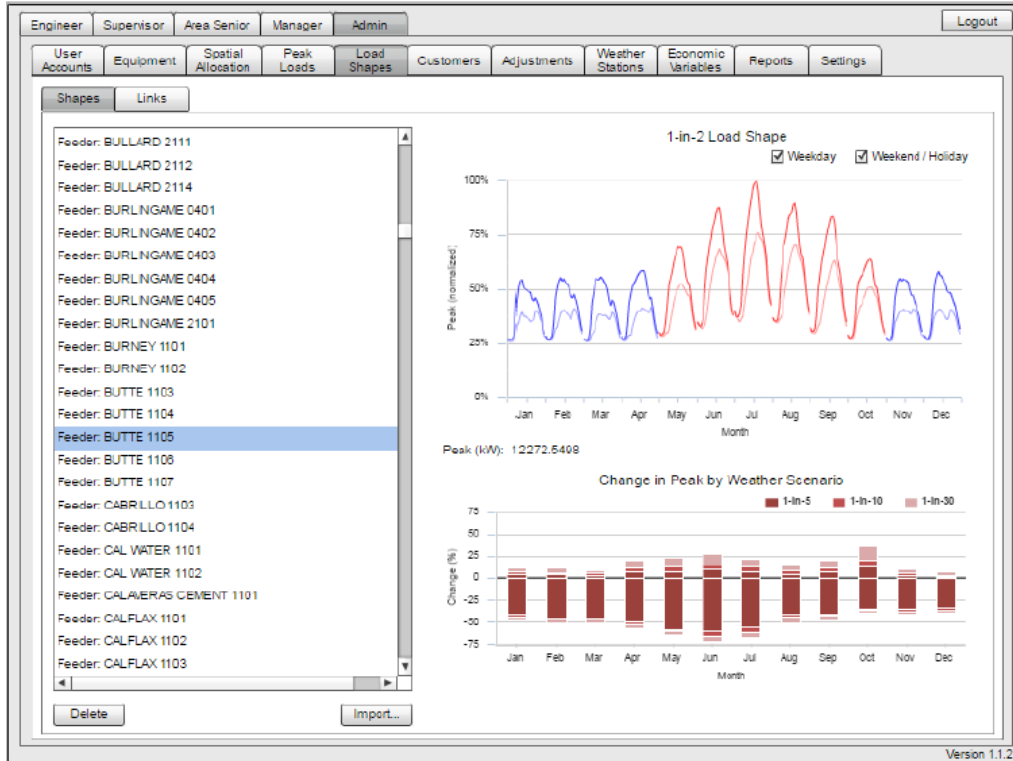 Engineer Supervisor Area Senior Manager Admin Logout
User Accounts Equipment Spatial Allocation Peak Loads Load Shapes Customers Adjustments Weather Stations Economic Variables Reports Settings
Shapes Links
Feeder: BULLARD 2111
Feeder: BULLARD 2112
Feeder: BULLARD 2114
Feeder: BURLINGAME 0401
Feeder: BURLINGAME 0402
Feeder: BURLINGAME 0403
Feeder: BURLINGAME 0404
Feeder: BURLINGAME 0405
Feeder: BURLINGAME 2101
Feeder: BURNEY 1101
Feeder: BURNEY 1102
Feeder: BUTTE 1103
Feeder: BUTTE 1104
Feeder: BUTTE 1105
Feeder: BUTTE 1106
Feeder: BUTTE 1107
Feeder: CABRILLO 1103
Feeder: CABRILLO 1104
Feeder: CAL WATER 1101
Feeder: CAL WATER 1102
Feeder: CALAVERAS CEMENT 1101
Feeder: CALFLAX 1101
Feeder: CALFLAX 1102
Feeder: CALFLAX 1103
Delete Import...
1-in-2 Load Shape
Weekday Weekend / Holiday
Peak (normalized)
100%
75%
50%
25%
0%
Jan Feb Mar Apr May Jun Jul Aug Sep Oct Nov Dec
Month
Peak (kW): 12272.5498
Change in Peak by Weather Scenario
1-in-5 1-in-10 1-in-30
Change (%)
75
50
25
0
-25
-50
-75
Jan Feb Mar Apr May Jun Jul Aug Sep Oct Nov Dec
Month
Version 1.1.2